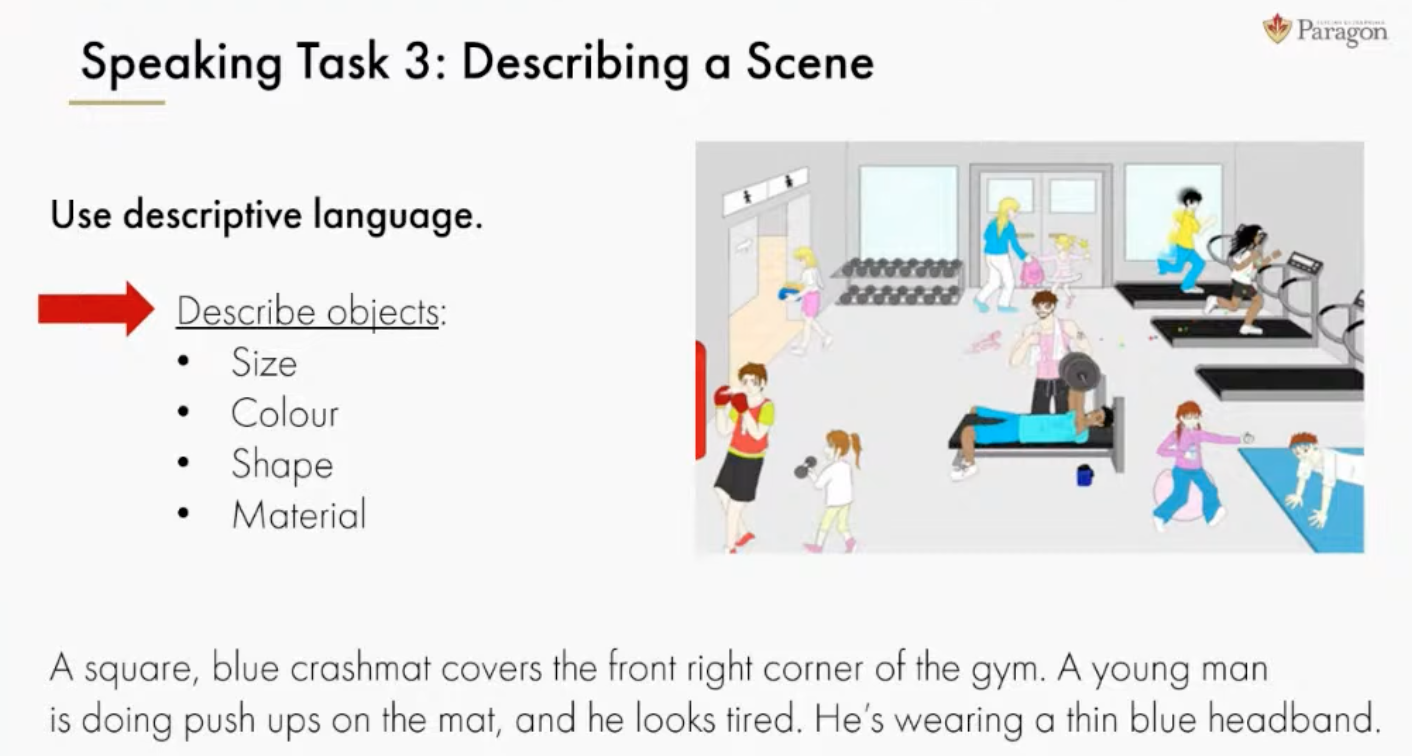 Paragon
Speaking Task 3: Describing a Scene
Use descriptive language.
Describe objects:
• Size
• Colour
• Shape
• Material
A square, blue crashmat covers the front right corner of the gym. A young man
is doing push ups on the mat, and he looks tired. He's wearing a thin blue headband.